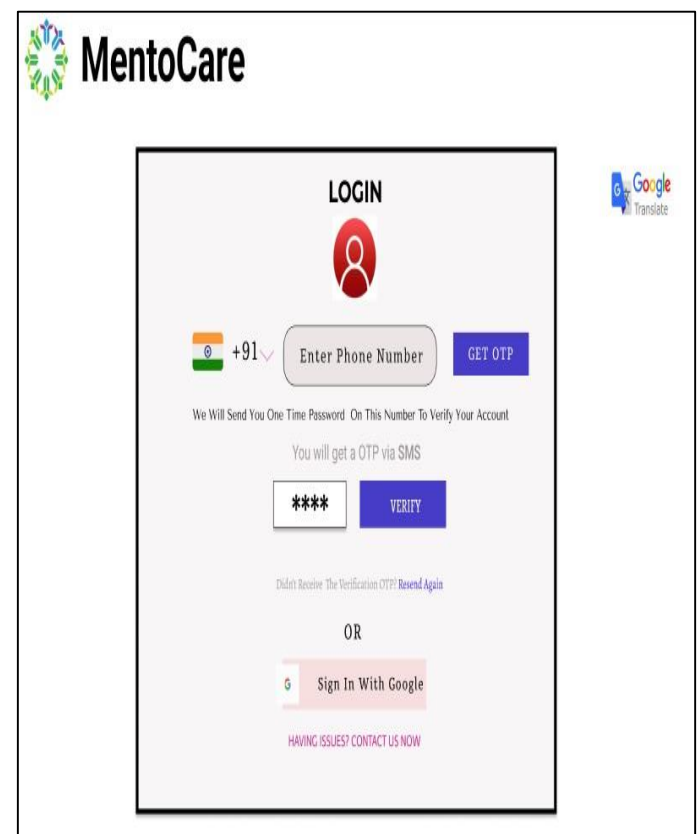 MentoCare
LOGIN
Google
Translate
+91 Enter Phone Number GET OTP
We Will Send You One Time Password On This Number To Verify Your Account
You will get a OTP via SMS
**** VERIFY
Didn't Receive The Verification OTP? Resend Again
OR
G Sign In With Google
HAVING ISSUES? CONTACT US NOW